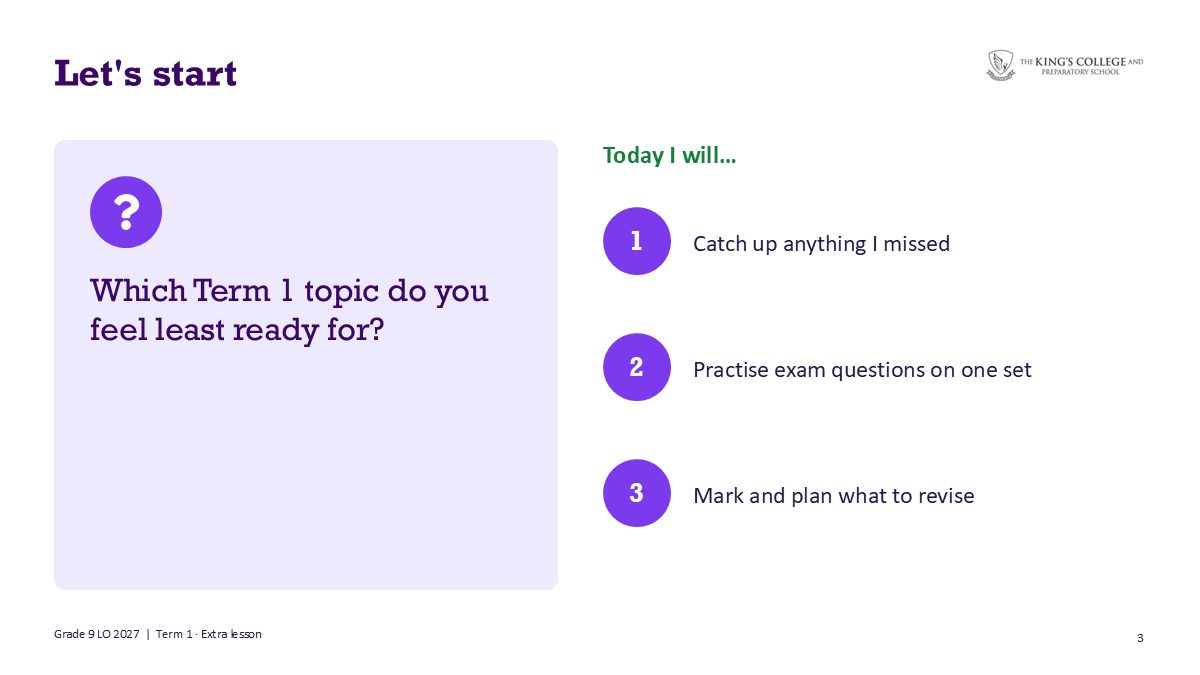 Let's start
THE KING'S COLLEGE AND
PREPARATORY SCHOOL
?
Which Term 1 topic do you
feel least ready for?
Today I will...
1
Catch up anything I missed
2
Practise exam questions on one set
3
Mark and plan what to revise
Grade 9 LO 2027 | Term 1 · Extra lesson
3